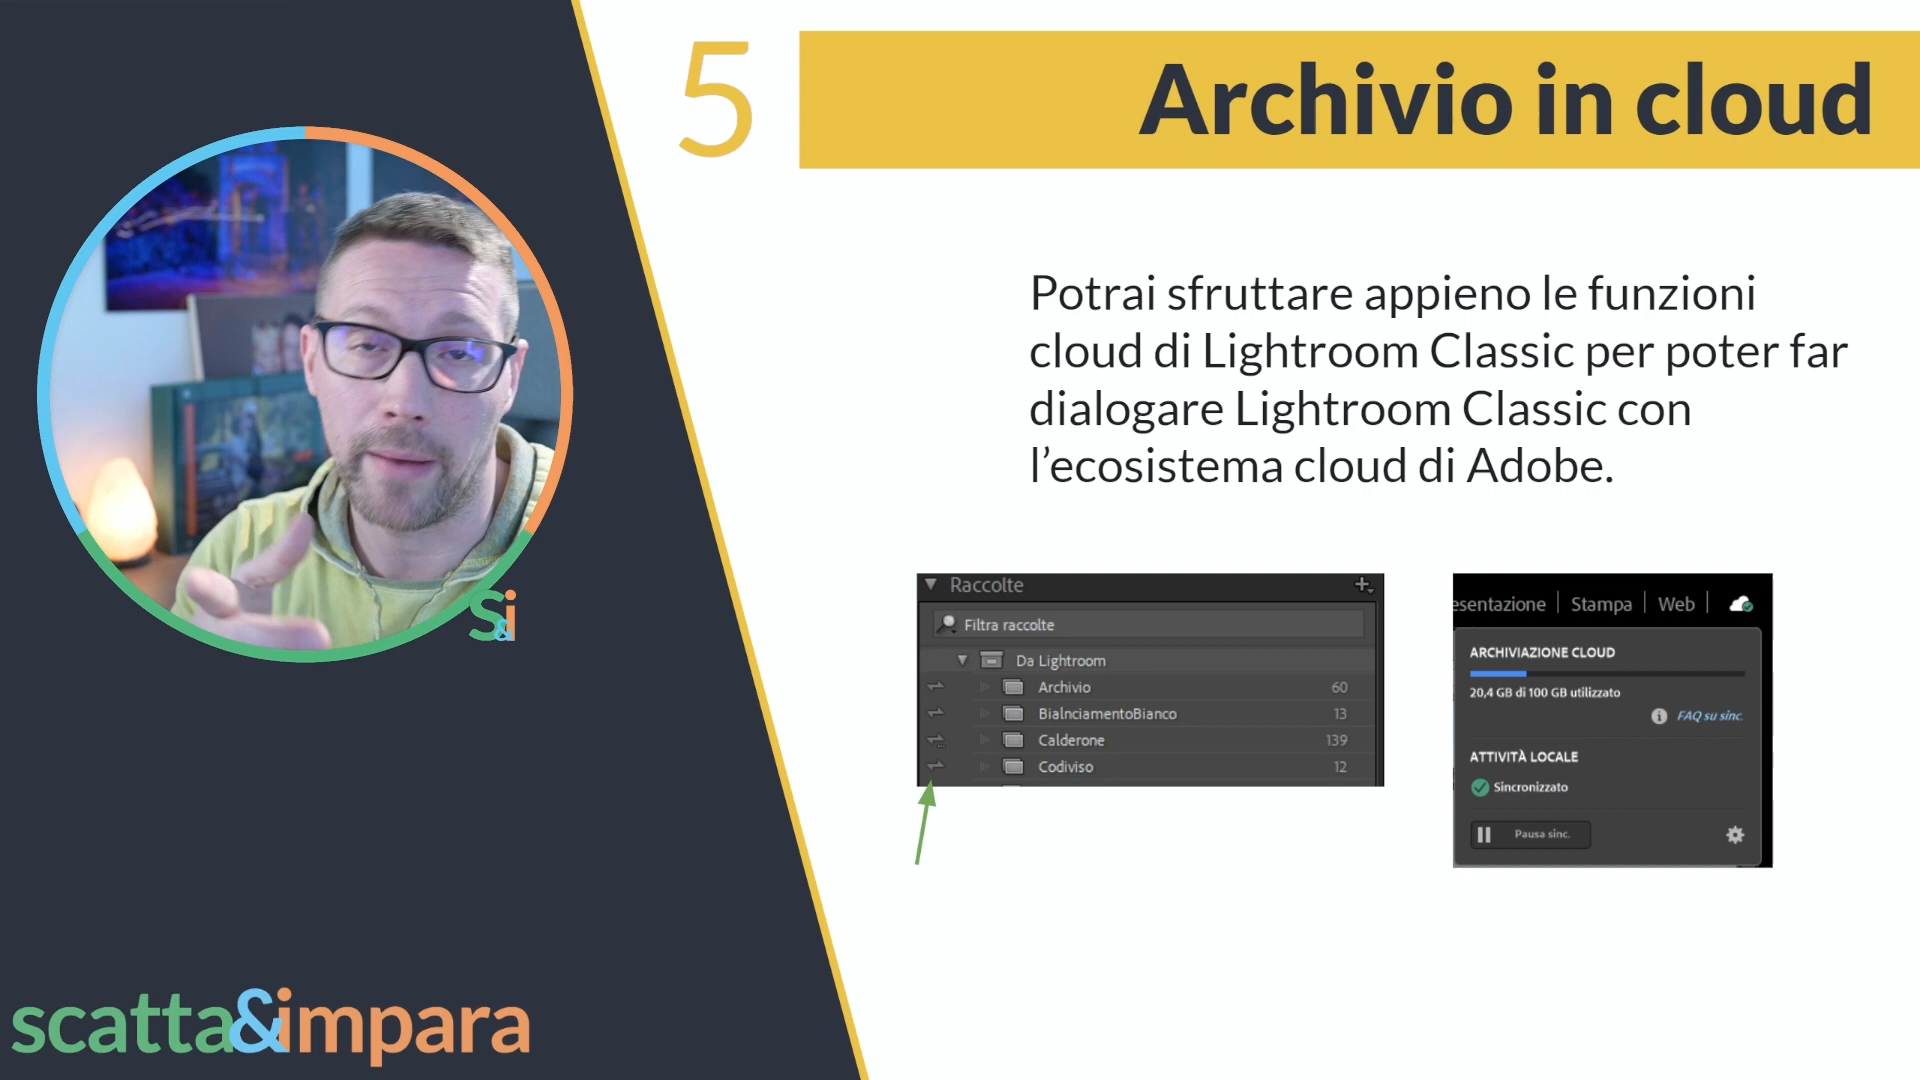 5
Archivio in cloud
Potrai sfruttare appieno le funzioni
cloud di Lightroom Classic per poter far
dialogare Lightroom Classic con
l’ecosistema cloud di Adobe.
Raccolte
Filtra raccolte
Da Lightroom
Archivio 60
BialnciamentoBianco 13
Calderone 139
Codiviso 12
esentazione | Stampa | Web |
ARCHIVIAZIONE CLOUD
20,4 GB di 100 GB utilizzato
FAQ su sinc.
ATTIVITÀ LOCALE
Sincronizzato
Pausa sinc.
S&i
scatta&impara